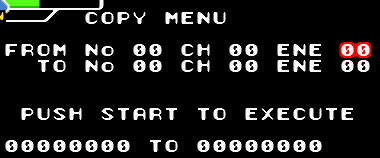 COPY MENU
FROM No 00 CH 00 ENE 00
TO No 00 CH 00 ENE 00
PUSH START TO EXECUTE
00000000 TO 00000000